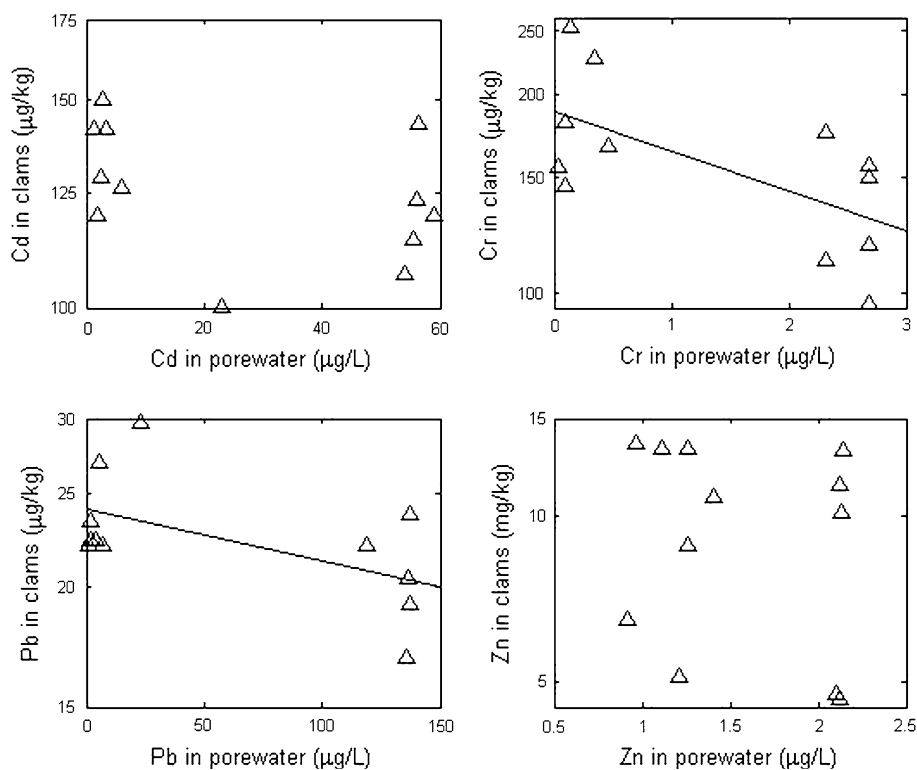 175
150
125
100
Cd in clams (µg/kg)
0 20 40 60
Cd in porewater (µg/L)
250
200
150
100
Cr in clams (µg/kg)
0 1 2 3
Cr in porewater (µg/L)
30
25
20
15
Pb in clams (µg/kg)
0 50 100 150
Pb in porewater (µg/L)
15
10
5
Zn in clams (mg/kg)
0.5 1 1.5 2 2.5
Zn in porewater (µg/L)